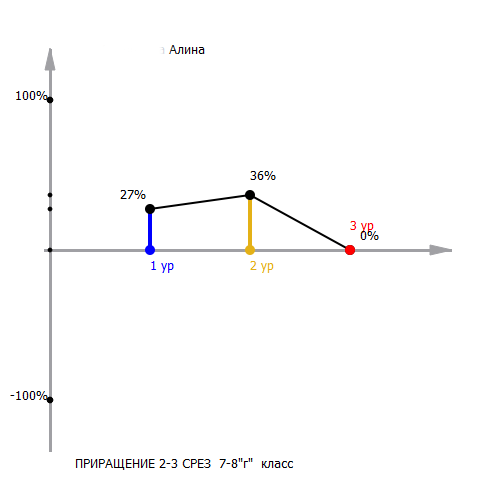 Алина
100%
36%
27%
3 ур
0%
1 ур
2 ур
-100%
ПРИРАЩЕНИЕ 2-3 СРЕЗ 7-8"г" класс